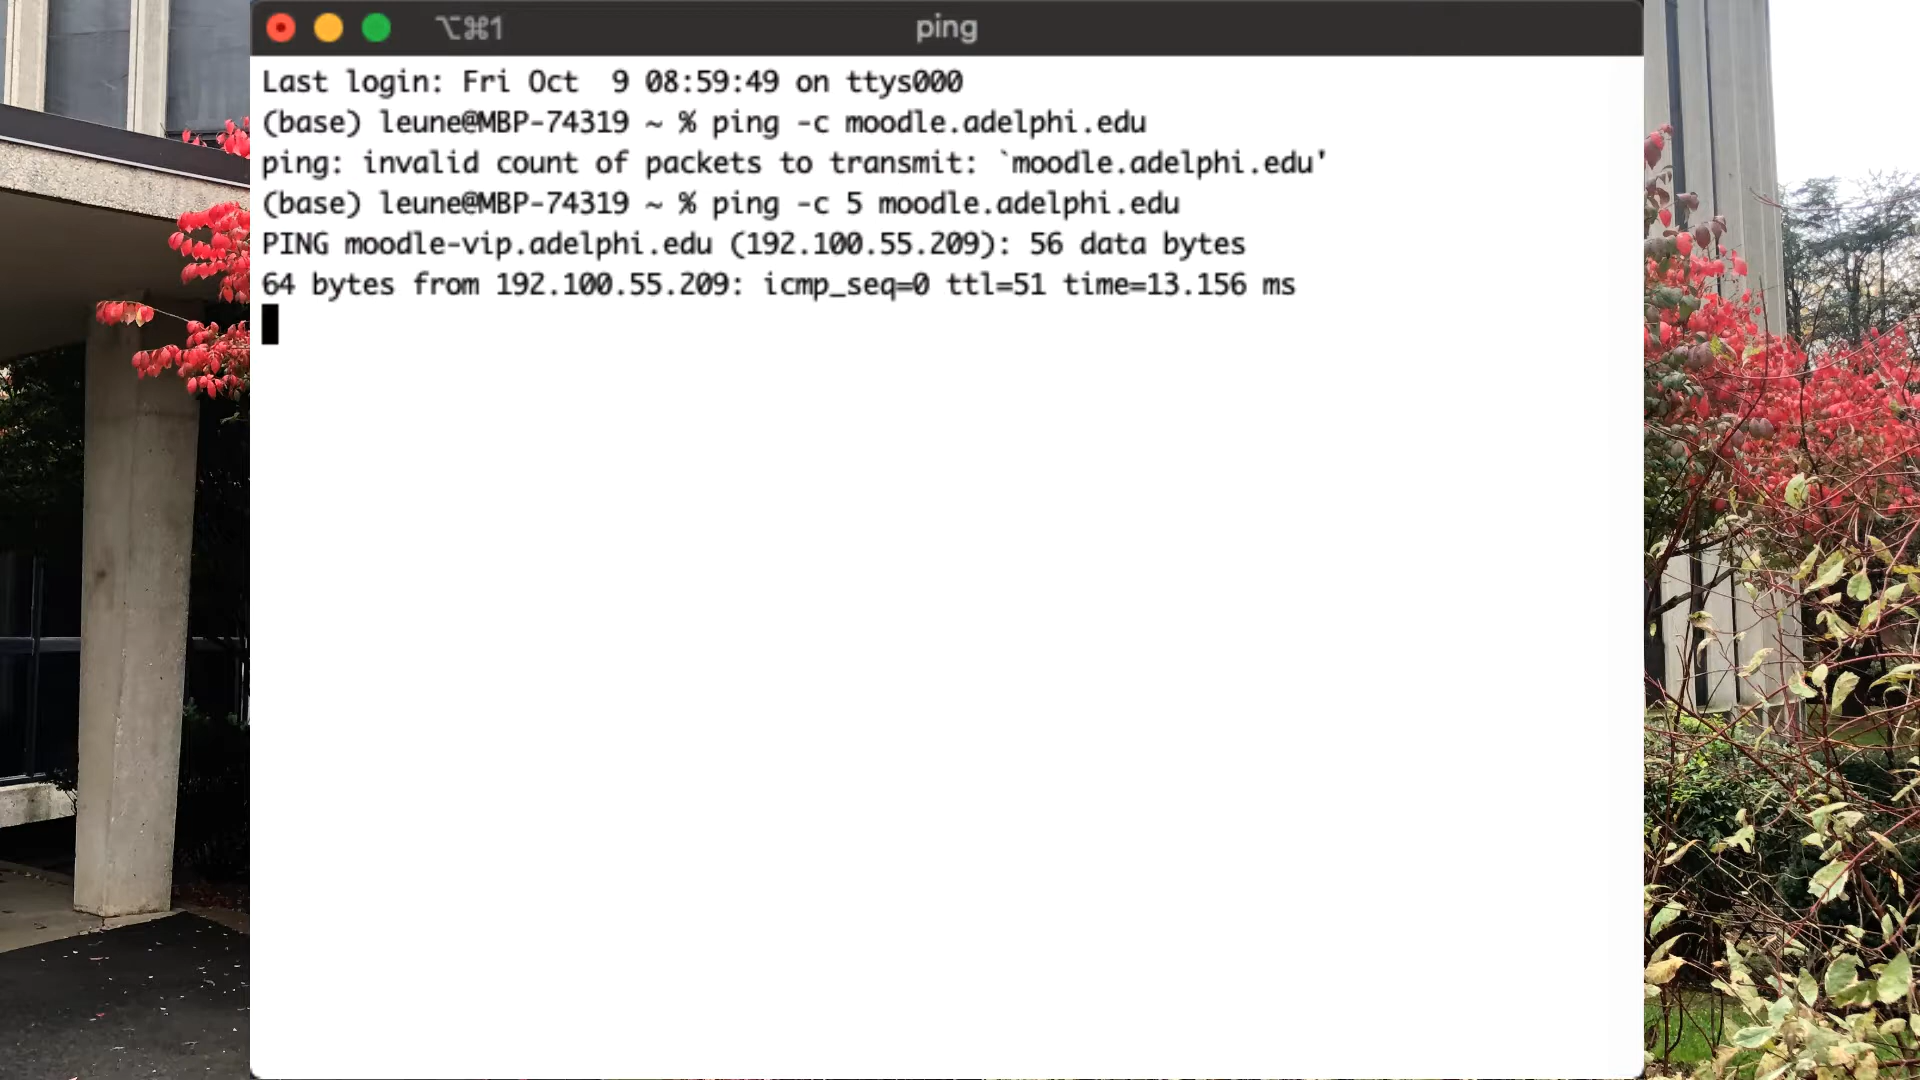 ⌥⌘1
ping
Last login: Fri Oct  9 08:59:49 on ttys000
(base) leune@MBP-74319 ~ % ping -c moodle.adelphi.edu
ping: invalid count of packets to transmit: `moodle.adelphi.edu'
(base) leune@MBP-74319 ~ % ping -c 5 moodle.adelphi.edu
PING moodle-vip.adelphi.edu (192.100.55.209): 56 data bytes
64 bytes from 192.100.55.209: icmp_seq=0 ttl=51 time=13.156 ms